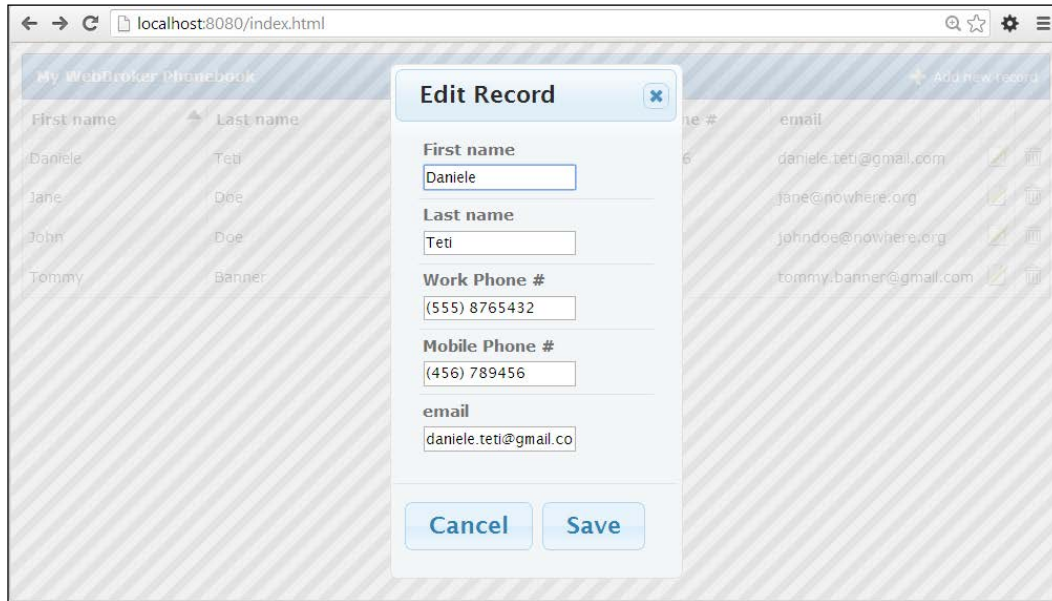 localhost:8080/index.html
My WebBroker Phonebook
Add new record
First name Last name ne # email
Daniele Teti 6 daniele.teti@gmail.com
Jane Doe jane@nowhere.org
John Doe johndoe@nowhere.org
Tommy Banner tommy.banner@gmail.com
Edit Record
First name
Daniele
Last name
Teti
Work Phone #
(555) 8765432
Mobile Phone #
(456) 789456
email
daniele.teti@gmail.co
Cancel Save